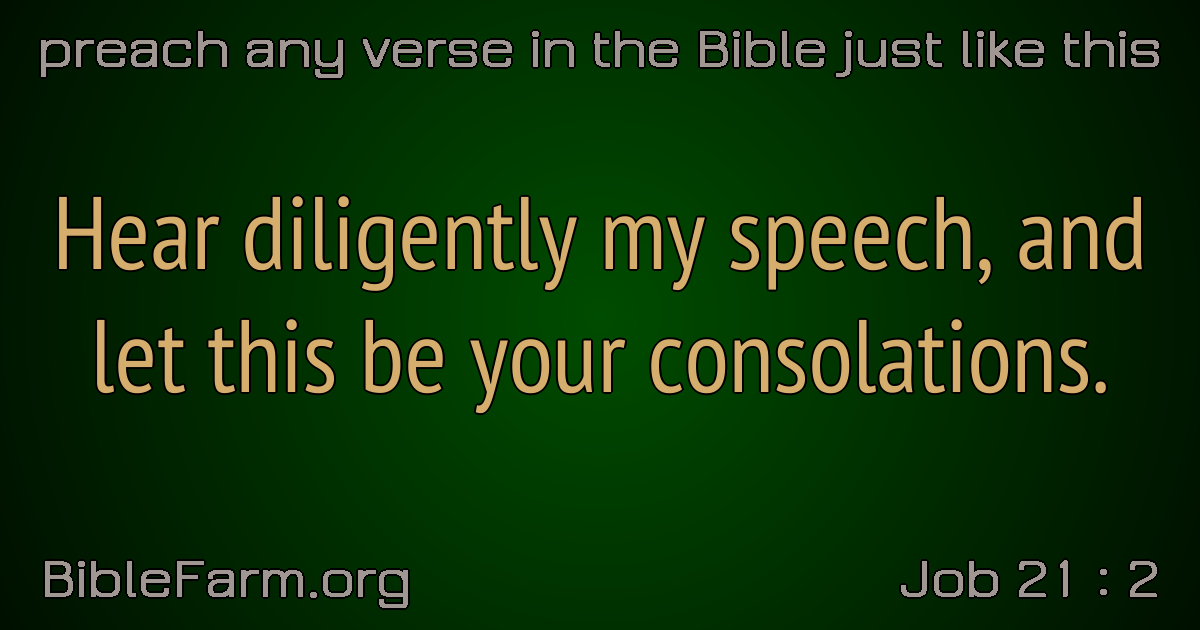 preach any verse in the Bible just like this
Hear diligently my speech, and
let this be your consolations.
BibleFarm.org
Job 21 : 2